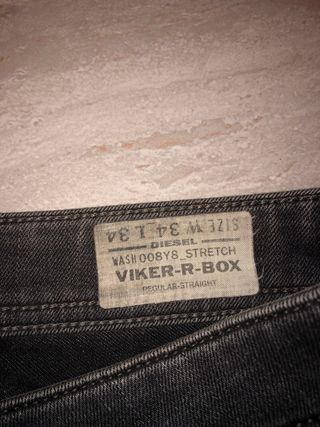 SIZE W 34 L 34
DIESEL
WASH 008Y8_STRETCH
VIKER-R-BOX
REGULAR-STRAIGHT